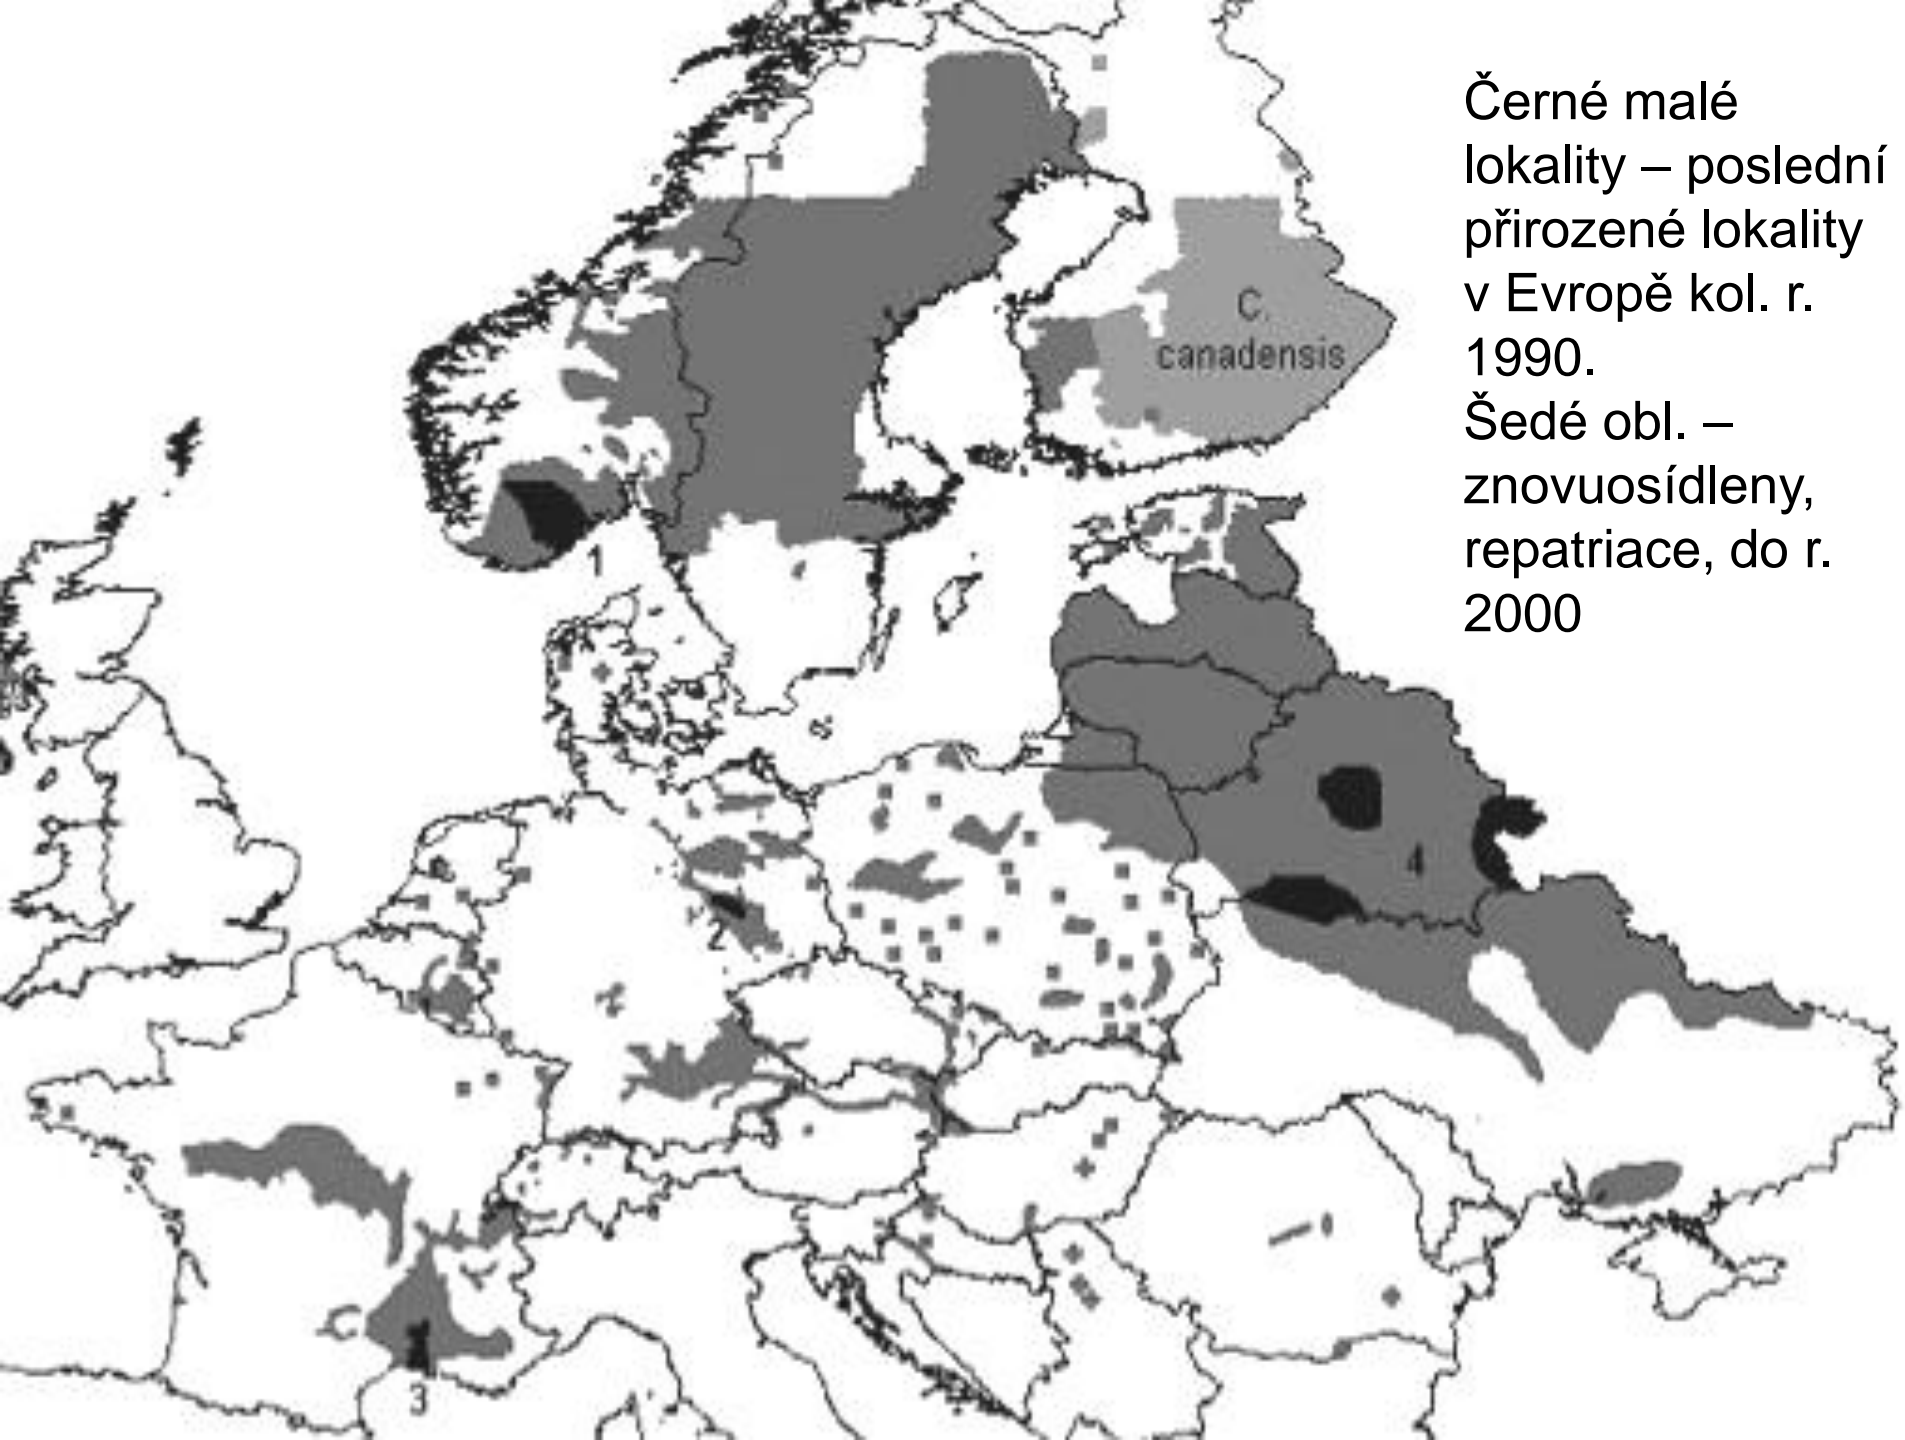 Černé malé
lokality – poslední
přirozené lokality
v Evropě kol. r.
1990.
Šedé obl. –
znovuosídleny,
repatriace, do r.
2000
C.
canadensis
1
4
2
3